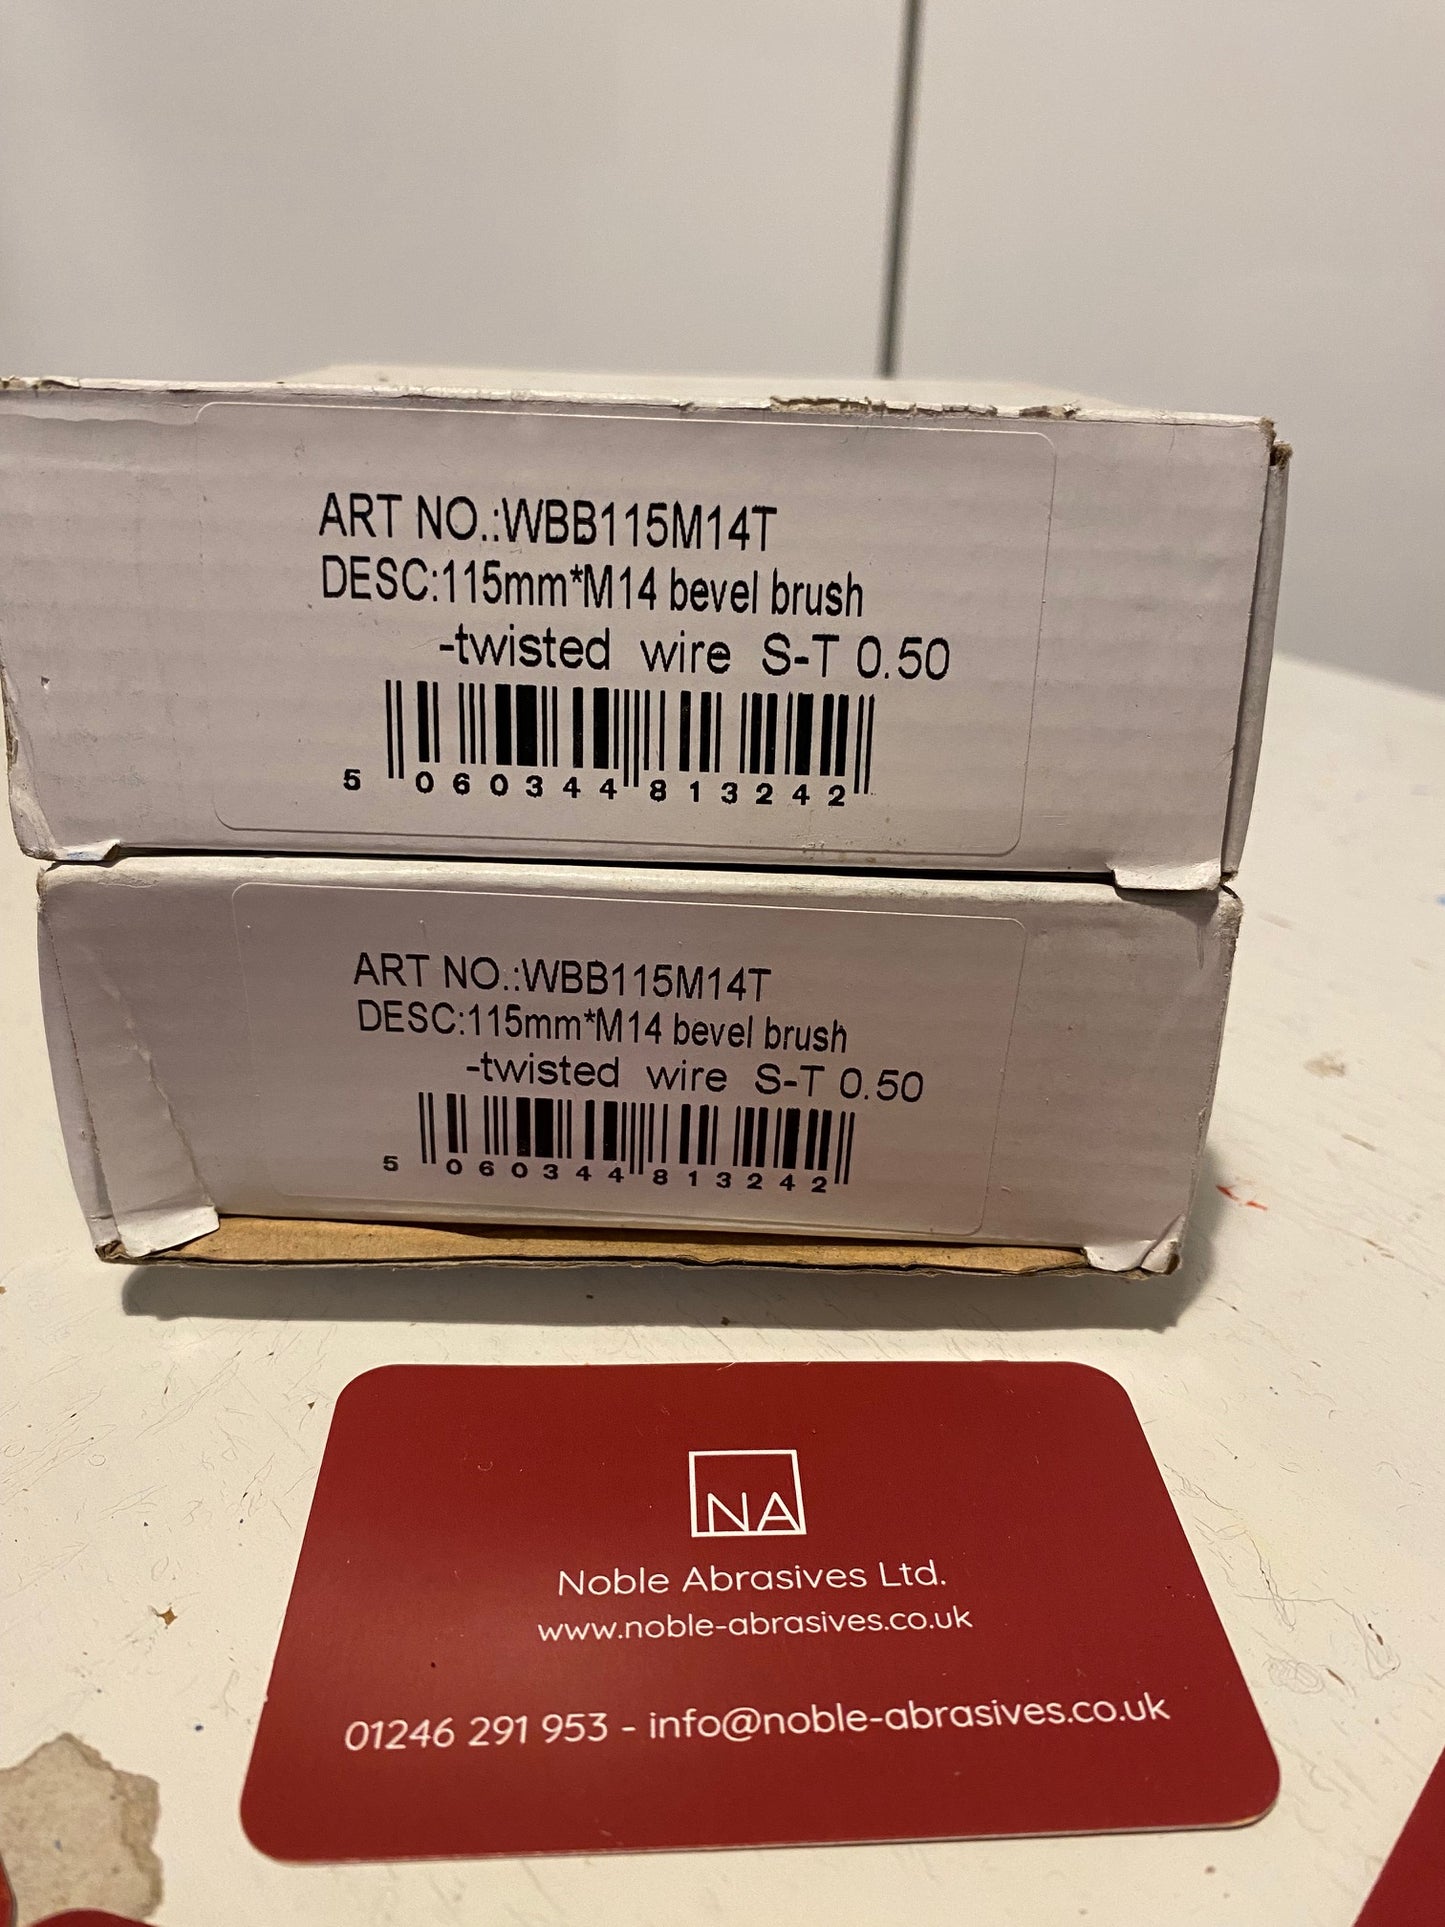 ART NO.:WBB115M14T
DESC:115mm*M14 bevel brush
-twisted wire S-T 0.50
5 060344 813242
ART NO.:WBB115M14T
DESC:115mm*M14 bevel brush
-twisted wire S-T 0.50
5 060344 813242
NA
Noble Abrasives Ltd.
www.noble-abrasives.co.uk
01246 291 953 - info@noble-abrasives.co.uk